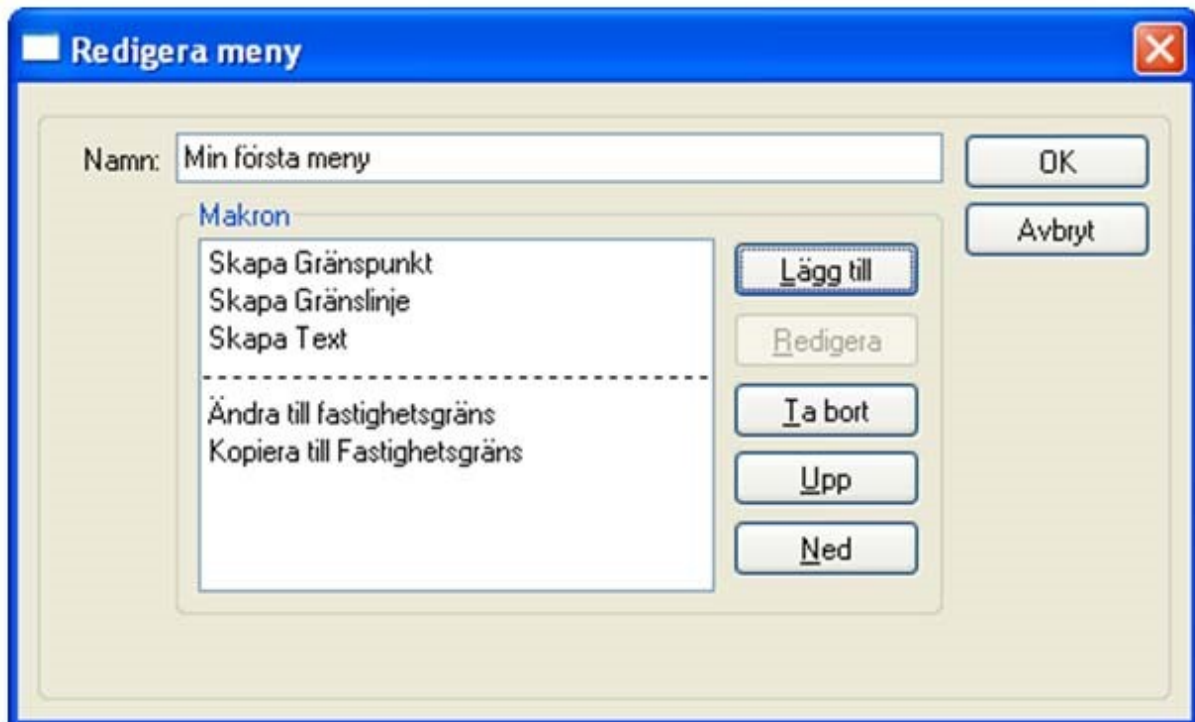 Redigera meny
Namn: Min första meny
OK
Avbryt
Makron
Skapa Gränspunkt
Skapa Gränslinje
Skapa Text
Ändra till fastighetsgräns
Kopiera till Fastighetsgräns
Lägg till
Redigera
Ta bort
Upp
Ned